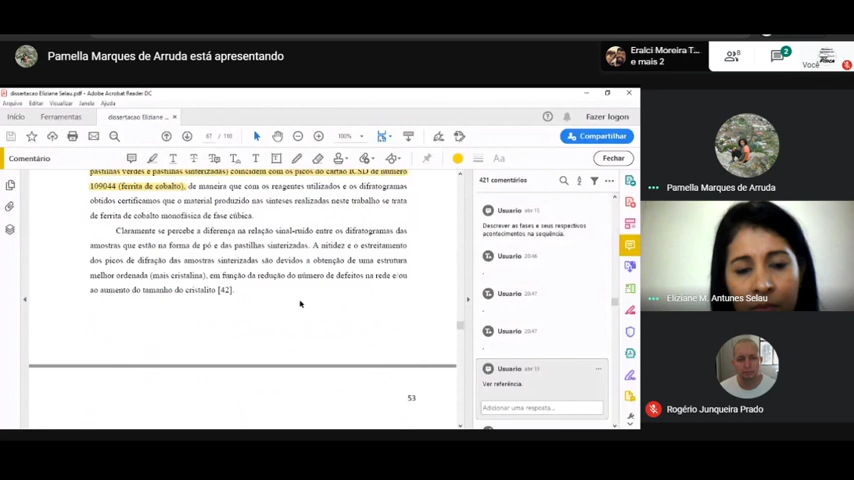 Pamella Marques de Arruda está apresentando
Eralci Moreira T...
e mais 2
8
2
Você
dissertacao Eliziane Selau.pdf - Adobe Acrobat Reader DC
Arquivo Editar Visualizar Janela Ajuda
Início Ferramentas dissertacao Eliziane ... × Fazer logon
67 / 110 100% Compartilhar
Comentário Fechar
pastilhas verdes e pastilhas sinterizadas) coincidem com os picos do cartão ICSD de número
109044 (ferrita de cobalto), de maneira que com os reagentes utilizados e os difratogramas
obtidos certificamos que o material produzido nas sínteses realizadas neste trabalho se trata
de ferrita de cobalto monofásica de fase cúbica.
Claramente se percebe a diferença na relação sinal-ruído entre os difratogramas das
amostras que estão na forma de pó e das pastilhas sinterizadas. A nitidez e o estreitamento
dos picos de difração das amostras sinterizadas são devidos a obtenção de uma estrutura
melhor ordenada (mais cristalina), em função da redução do número de defeitos na rede e/ou
ao aumento do tamanho do cristalito [42].
53
421 comentários
Usuario abr 15
Descrever as fases e seus respectivos
acontecimentos na sequência.
Usuario
.
Usuario
.
Usuario
.
Usuario
Ver referência.
Adicionar uma resposta...
Pamella Marques de Arruda
Eliziane M. Antunes Selau
Rogério Junqueira Prado